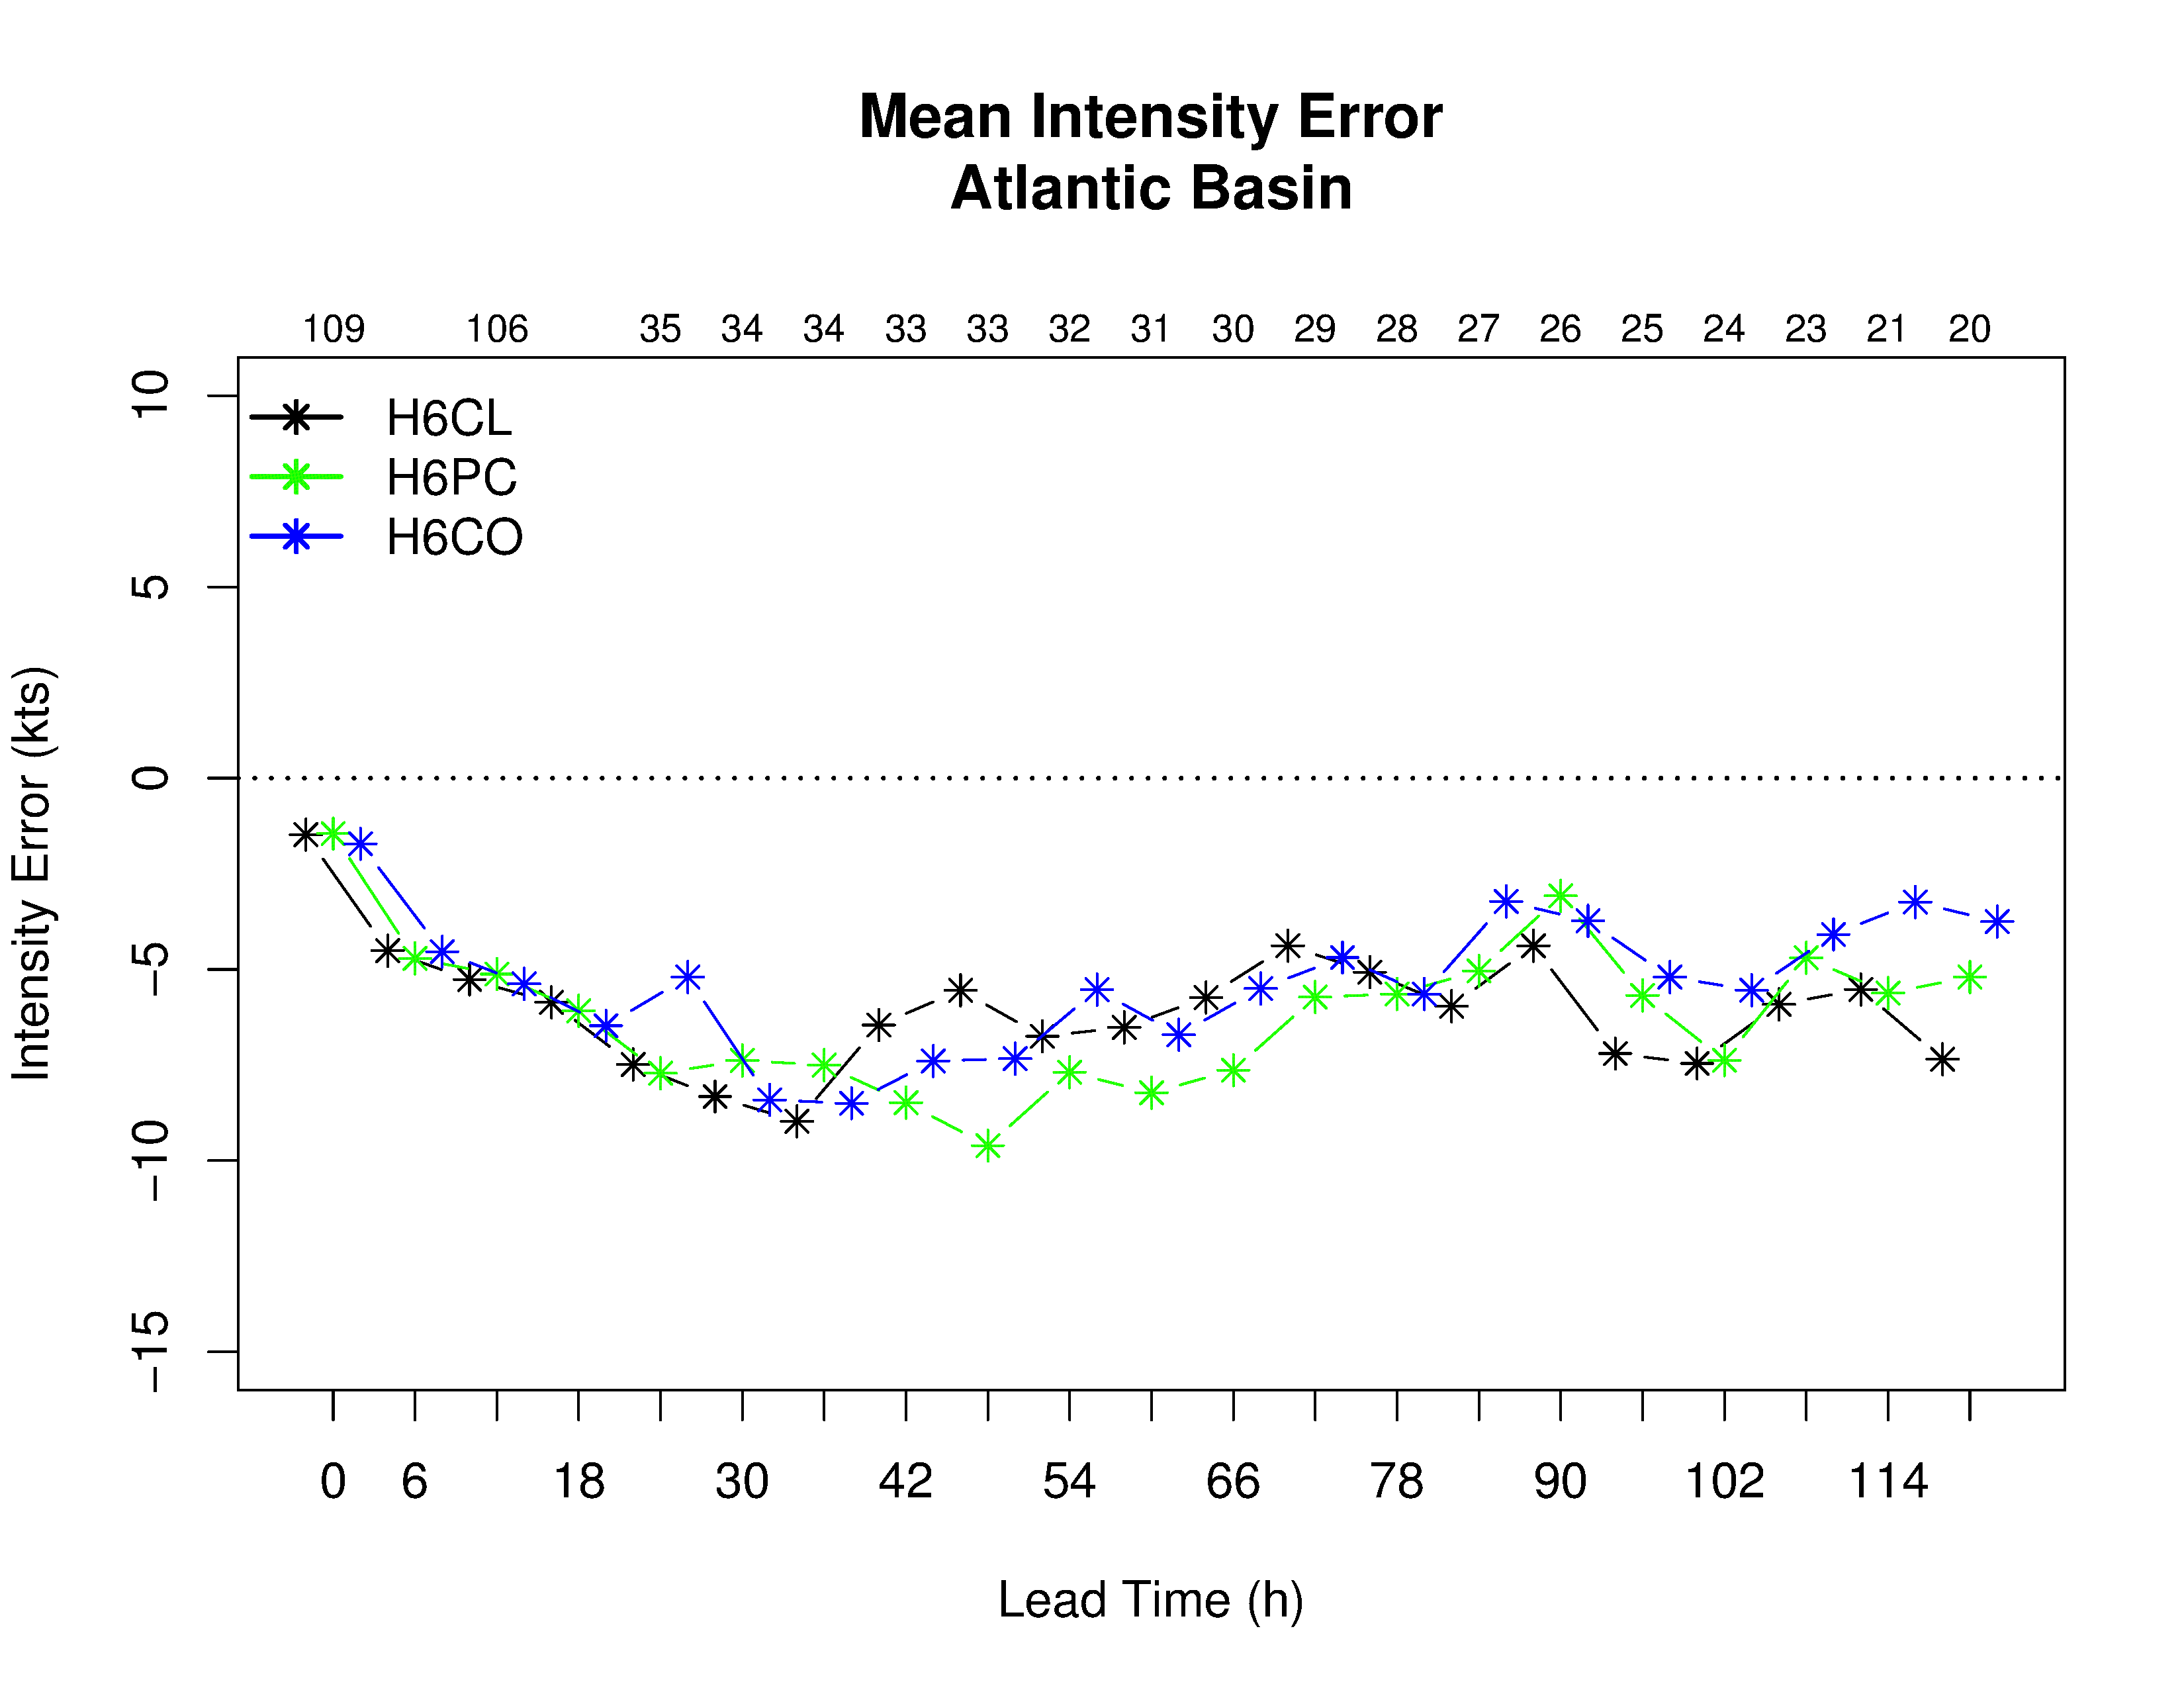 Mean Intensity Error
Atlantic Basin
109 106 35 34 34 33 33 32 31 30 29 28 27 26 25 24 23 21 20
H6CL
H6PC
H6CO
10
5
0
−5
−10
−15
Intensity Error (kts)
0 6 18 30 42 54 66 78 90 102 114
Lead Time (h)